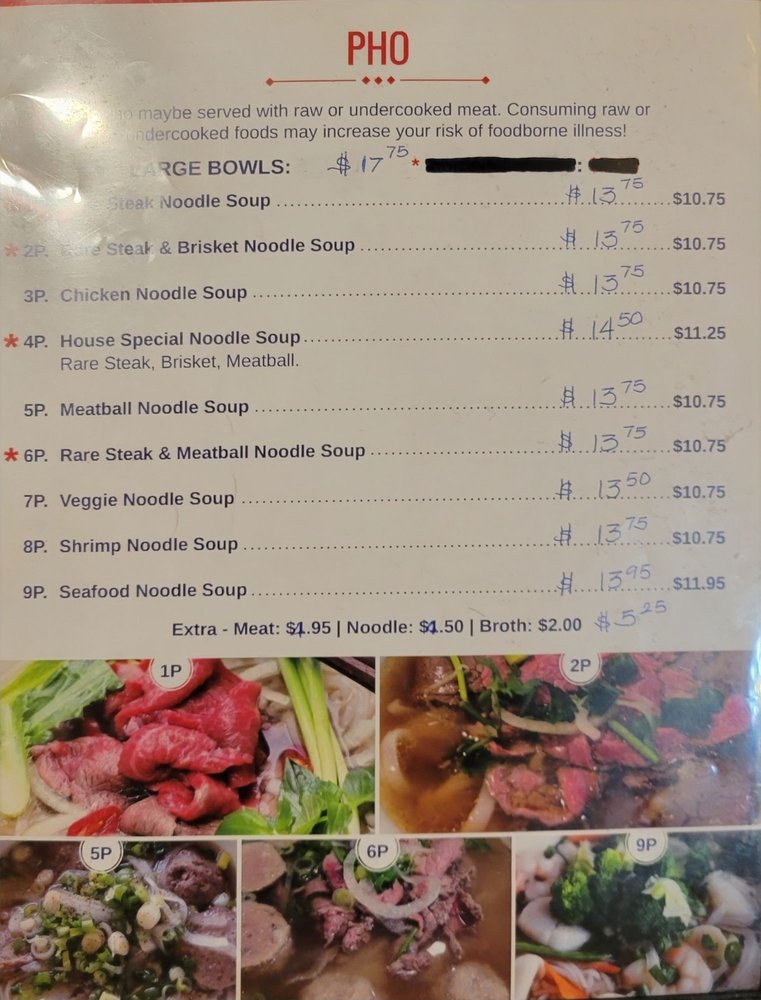 PHO
maybe served with raw or undercooked meat. Consuming raw or
undercooked foods may increase your risk of foodborne illness!
LARGE BOWLS: $17 75 * :
Steak Noodle Soup .......... $ 13 75 $10.75
* 2P. Rare Steak & Brisket Noodle Soup .......... $ 13 75 $10.75
3P. Chicken Noodle Soup .......... $ 13 75 $10.75
* 4P. House Special Noodle Soup .......... $ 14 50 $11.25
Rare Steak, Brisket, Meatball.
5P. Meatball Noodle Soup .......... $ 13 75 $10.75
* 6P. Rare Steak & Meatball Noodle Soup .......... $ 13 75 $10.75
7P. Veggie Noodle Soup .......... $ 13 50 $10.75
8P. Shrimp Noodle Soup .......... $ 13 75 $10.75
9P. Seafood Noodle Soup .......... $ 13 95 $11.95
Extra - Meat: $4.95 | Noodle: $4.50 | Broth: $2.00 $ 5 25
1P
2P
5P
6P
9P